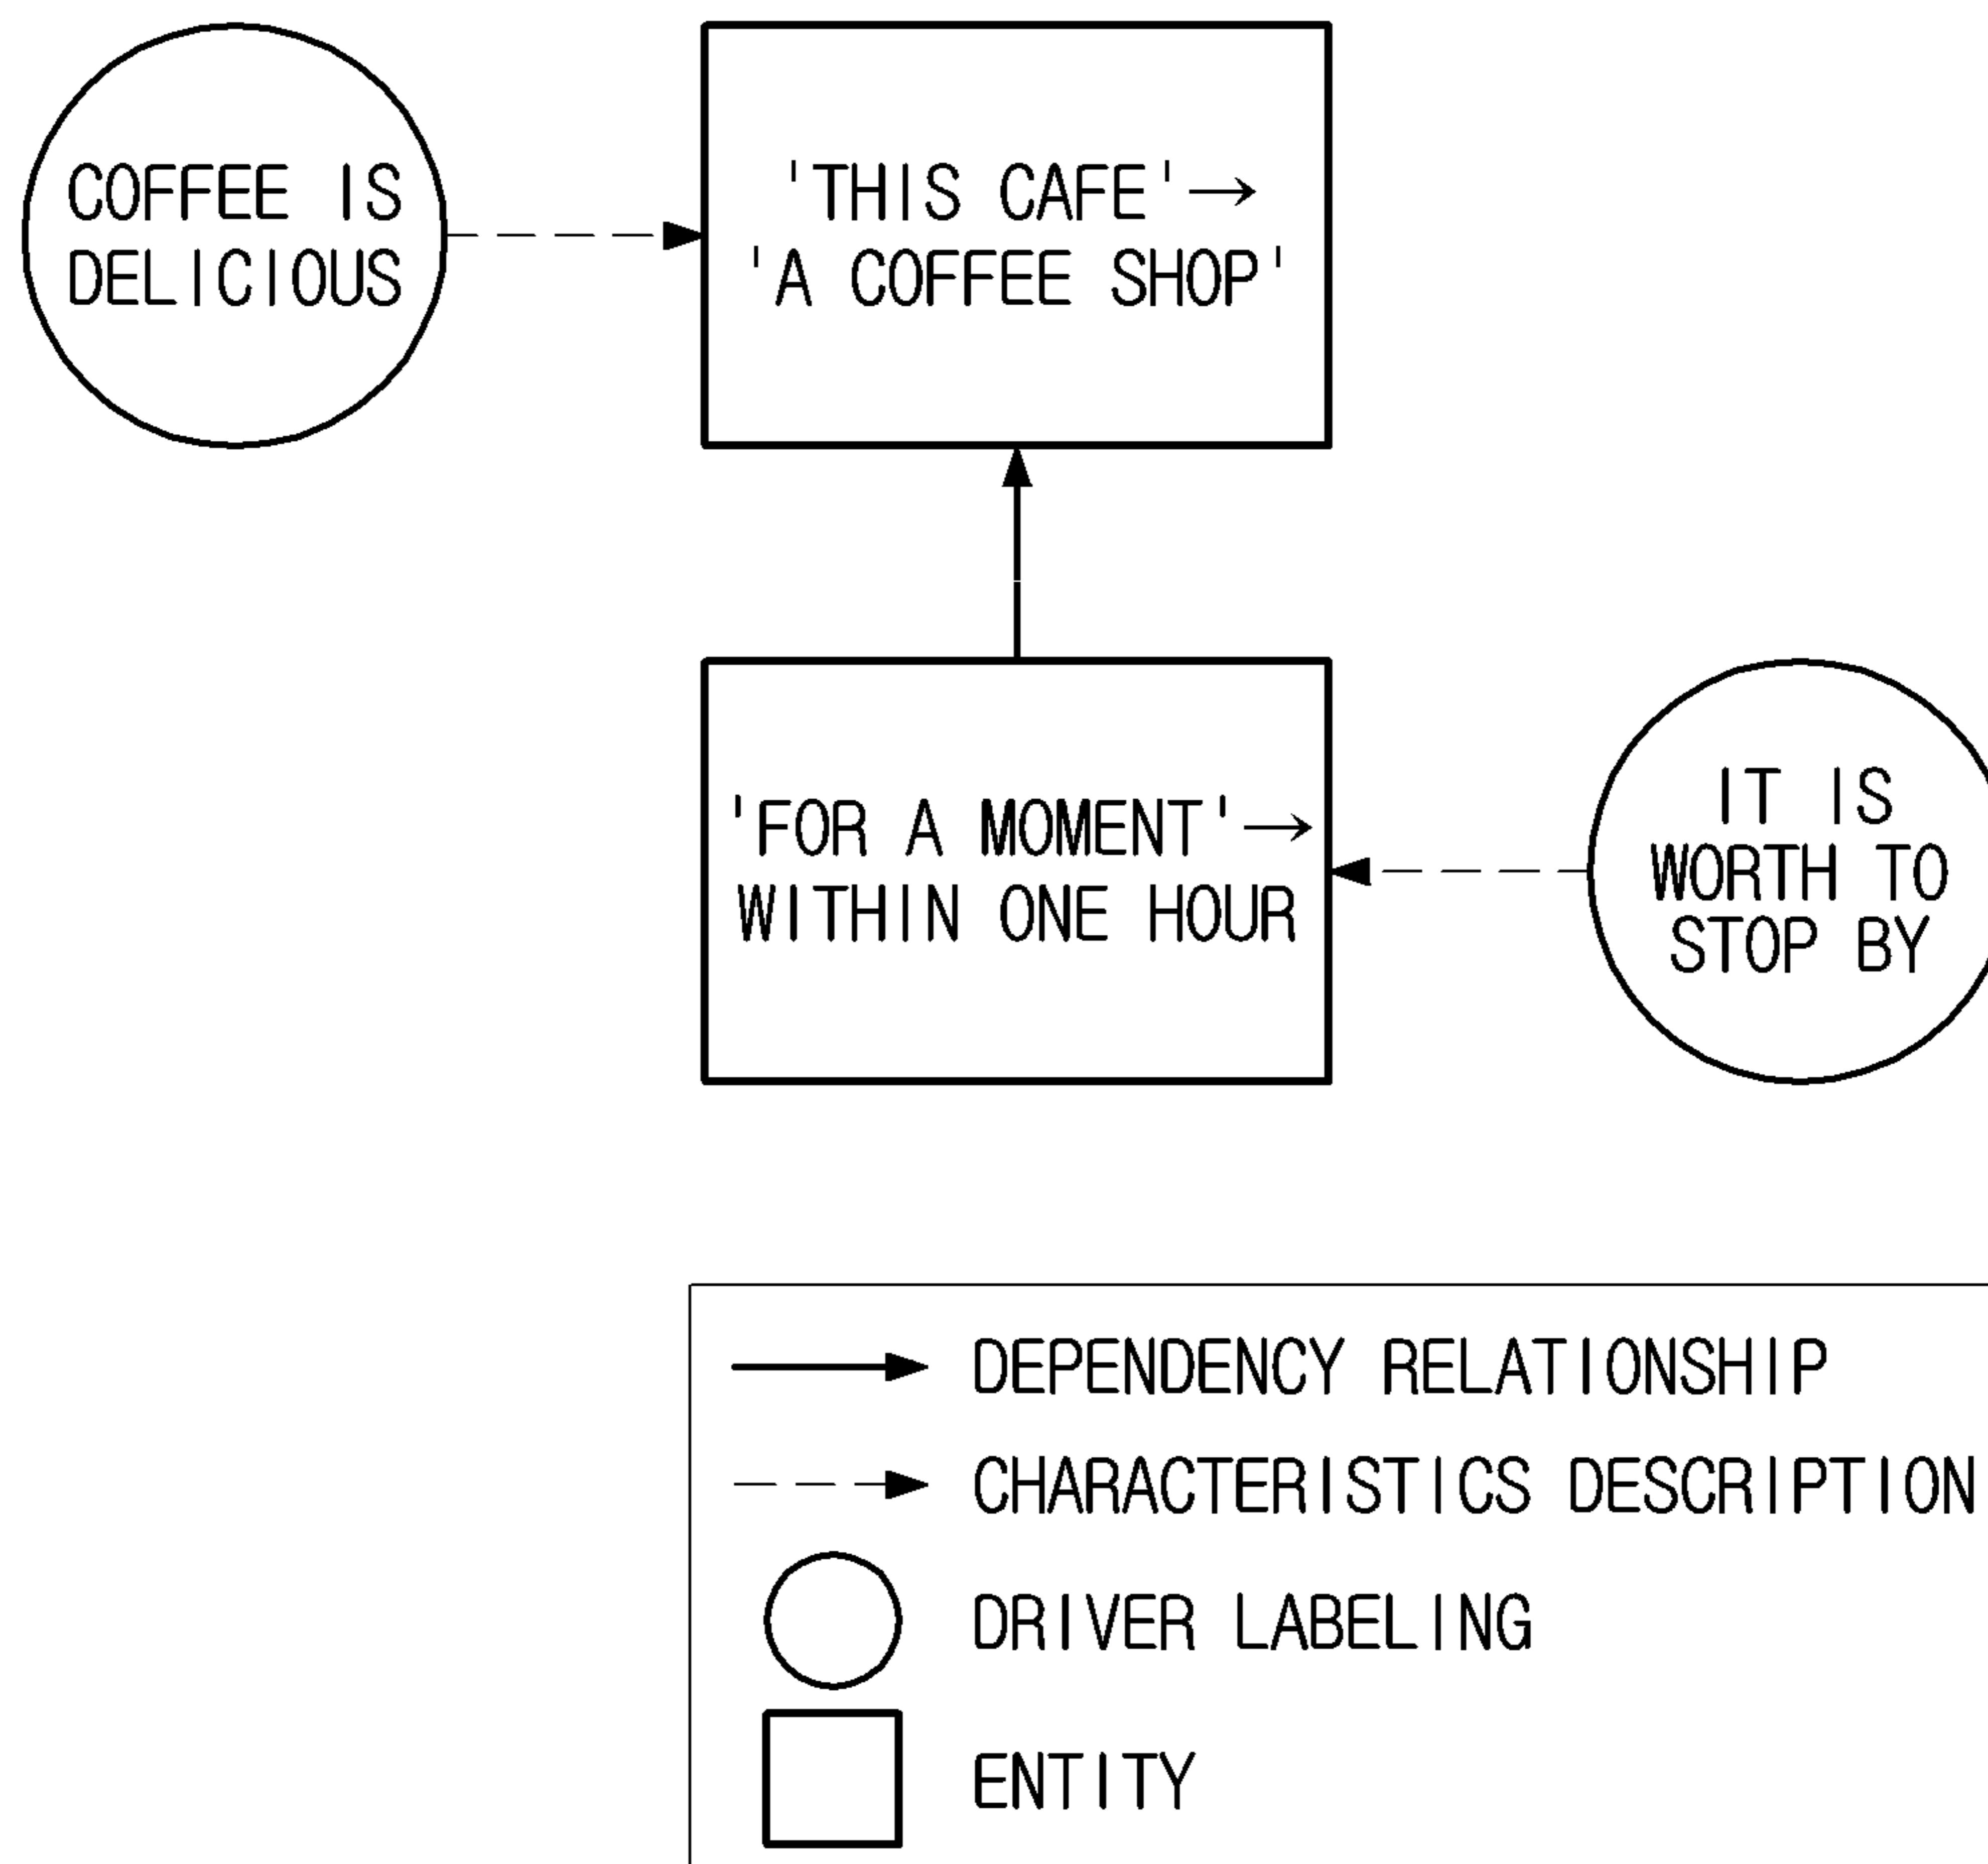 COFFEE IS
DELICIOUS
'THIS CAFE'→
'A COFFEE SHOP'
'FOR A MOMENT'→
WITHIN ONE HOUR
IT IS
WORTH TO
STOP BY
DEPENDENCY RELATIONSHIP
CHARACTERISTICS DESCRIPTION
DRIVER LABELING
ENTITY